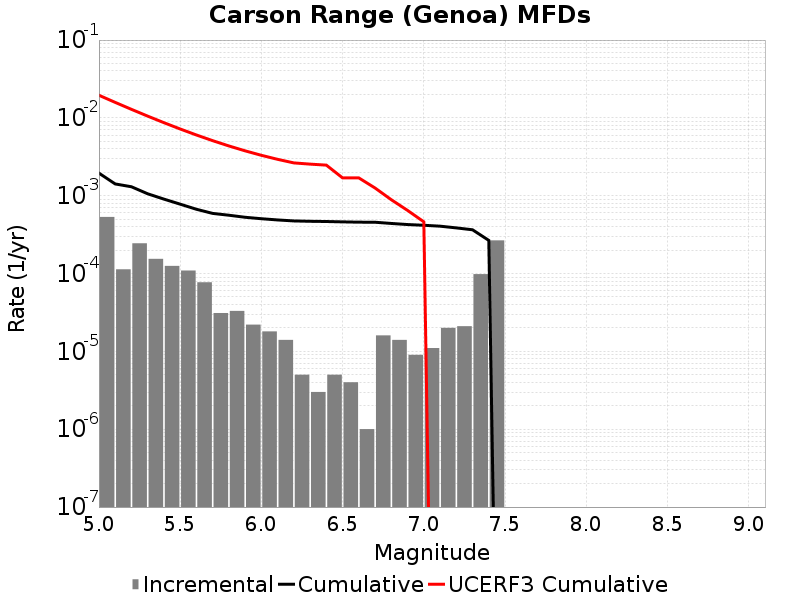 Carson Range (Genoa) MFDs
10^-1
10^-2
10^-3
10^-4
10^-5
10^-6
10^-7
Rate (1/yr)
5.0 5.5 6.0 6.5 7.0 7.5 8.0 8.5 9.0
Magnitude
Incremental Cumulative UCERF3 Cumulative